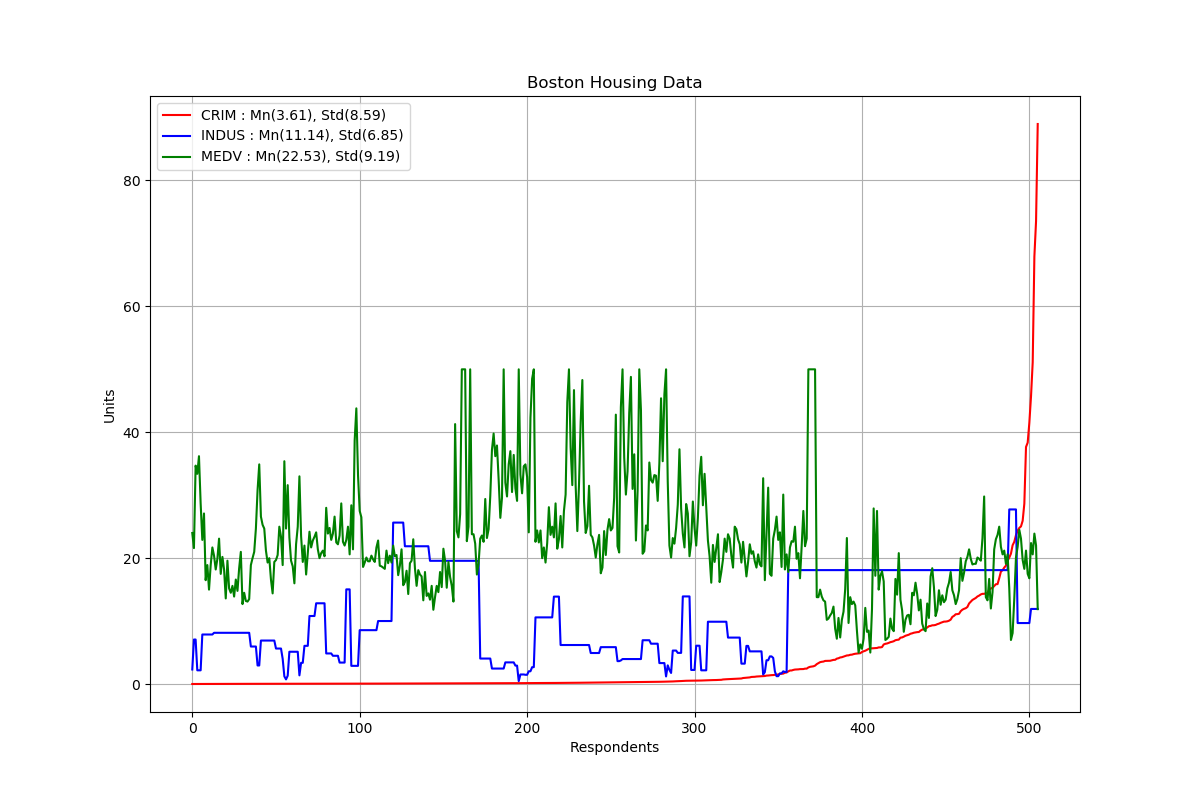 Boston Housing Data
CRIM : Mn(3.61), Std(8.59)
INDUS : Mn(11.14), Std(6.85)
MEDV : Mn(22.53), Std(9.19)
80
60
40
20
0
Units
0 100 200 300 400 500
Respondents